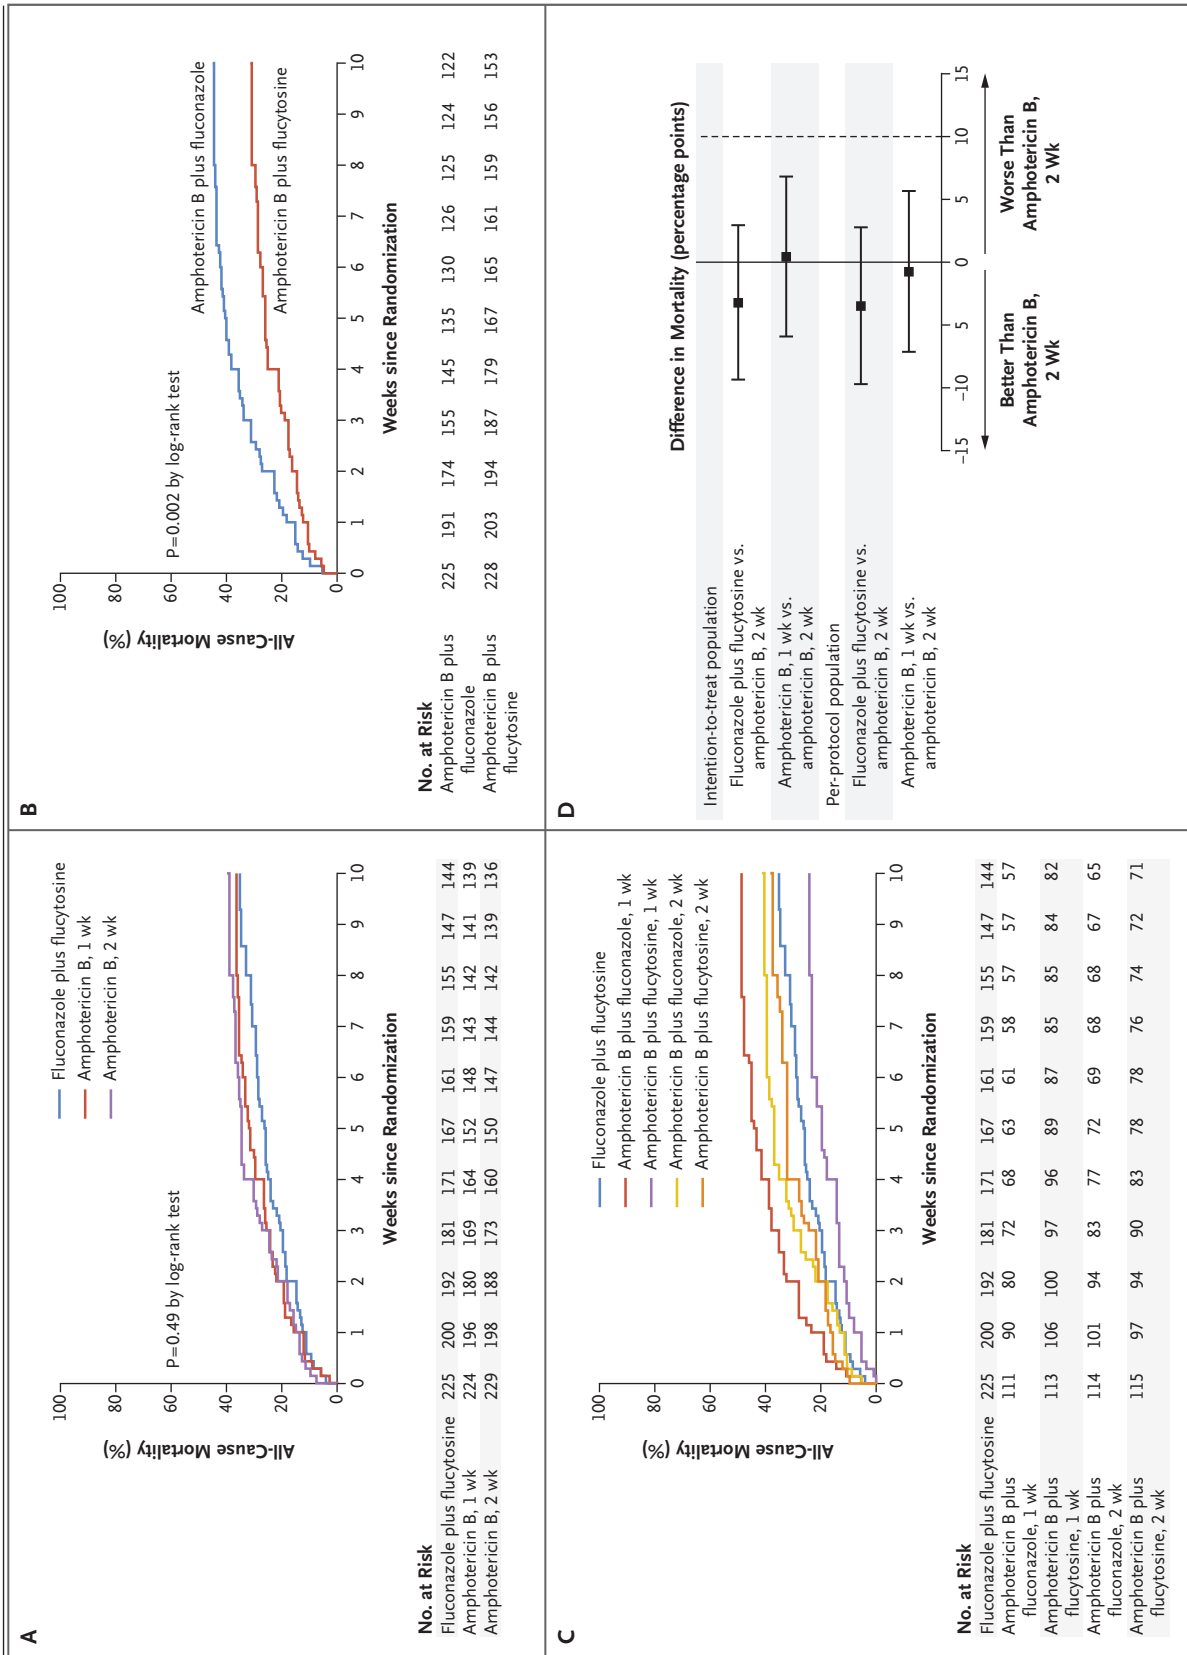 A
All-Cause Mortality (%)
100
80
60
40
20
0
P=0.49 by log-rank test
Fluconazole plus flucytosine
Amphotericin B, 1 wk
Amphotericin B, 2 wk
0 1 2 3 4 5 6 7 8 9 10
Weeks since Randomization
No. at Risk
Fluconazole plus flucytosine 225 200 192 181 171 167 161 159 155 147 144
Amphotericin B, 1 wk 224 196 180 169 164 152 148 143 142 141 139
Amphotericin B, 2 wk 229 198 188 173 160 150 147 144 142 139 136
B
All-Cause Mortality (%)
100
80
60
40
20
0
P=0.002 by log-rank test
Amphotericin B plus fluconazole
Amphotericin B plus flucytosine
0 1 2 3 4 5 6 7 8 9 10
Weeks since Randomization
No. at Risk
Amphotericin B plus 225 191 174 155 145 135 130 126 125 124 122
fluconazole
Amphotericin B plus 228 203 194 187 179 167 165 161 159 156 153
flucytosine
C
All-Cause Mortality (%)
100
80
60
40
20
0
Fluconazole plus flucytosine
Amphotericin B plus fluconazole, 1 wk
Amphotericin B plus flucytosine, 1 wk
Amphotericin B plus fluconazole, 2 wk
Amphotericin B plus flucytosine, 2 wk
0 1 2 3 4 5 6 7 8 9 10
Weeks since Randomization
No. at Risk
Fluconazole plus flucytosine 225 200 192 181 171 167 161 159 155 147 144
Amphotericin B plus 111 90 80 72 68 63 61 58 57 57 57
fluconazole, 1 wk
Amphotericin B plus 113 106 100 97 96 89 87 85 85 84 82
flucytosine, 1 wk
Amphotericin B plus 114 101 94 83 77 72 69 68 68 67 65
fluconazole, 2 wk
Amphotericin B plus 115 97 94 90 83 78 78 76 74 72 71
flucytosine, 2 wk
D
Difference in Mortality (percentage points)
Intention-to-treat population
Fluconazole plus flucytosine vs.
amphotericin B, 2 wk
Amphotericin B, 1 wk vs.
amphotericin B, 2 wk
Per-protocol population
Fluconazole plus flucytosine vs.
amphotericin B, 2 wk
Amphotericin B, 1 wk vs.
amphotericin B, 2 wk
−15 −10 5 0 5 10 15
Better Than
Amphotericin B,
2 Wk
Worse Than
Amphotericin B,
2 Wk